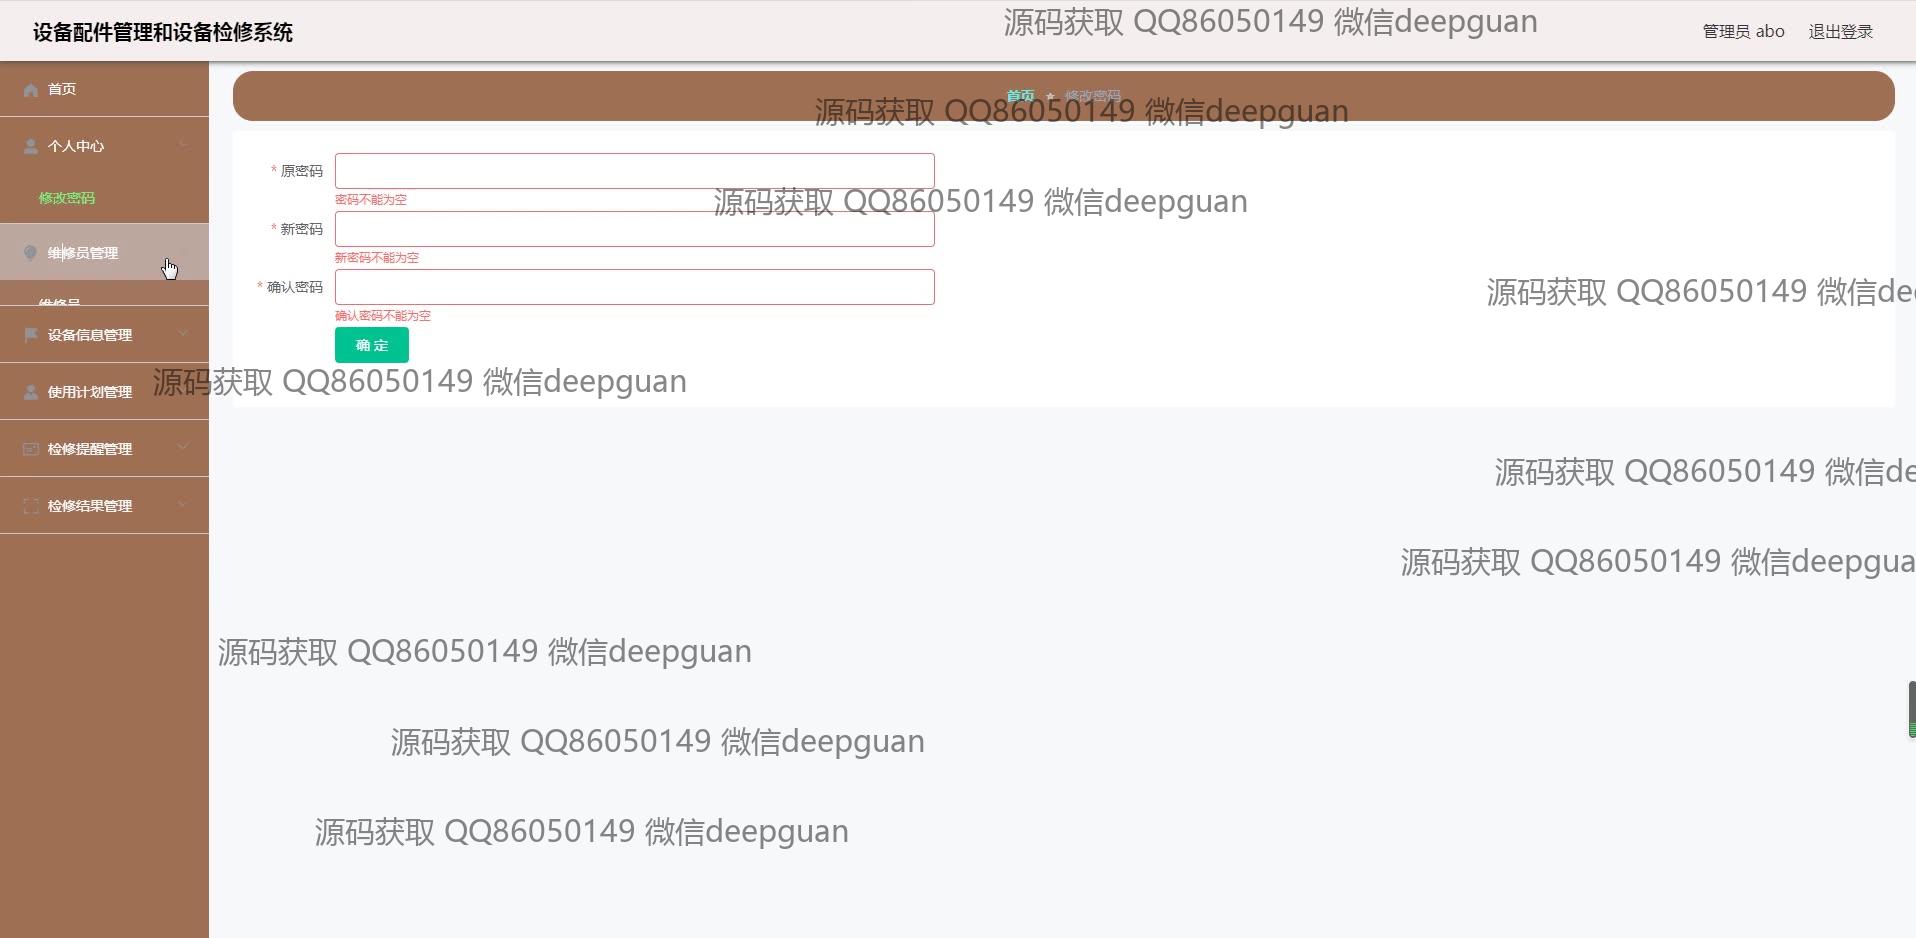 设备配件管理和设备检修系统
源码获取 QQ86050149 微信deepguan
管理员 abo
退出登录
首页
首页
修改密码
源码获取 QQ86050149 微信deepguan
个人中心
* 原密码
密码不能为空
修改密码
源码获取 QQ86050149 微信deepguan
* 新密码
维修员管理
新密码不能为空
* 确认密码
源码获取 QQ86050149 微信de
维修员
确认密码不能为空
设备信息管理
确 定
使用计划管理
源码获取 QQ86050149 微信deepguan
检修提醒管理
源码获取 QQ86050149 微信de
检修结果管理
源码获取 QQ86050149 微信deepgua
源码获取 QQ86050149 微信deepguan
源码获取 QQ86050149 微信deepguan
源码获取 QQ86050149 微信deepguan